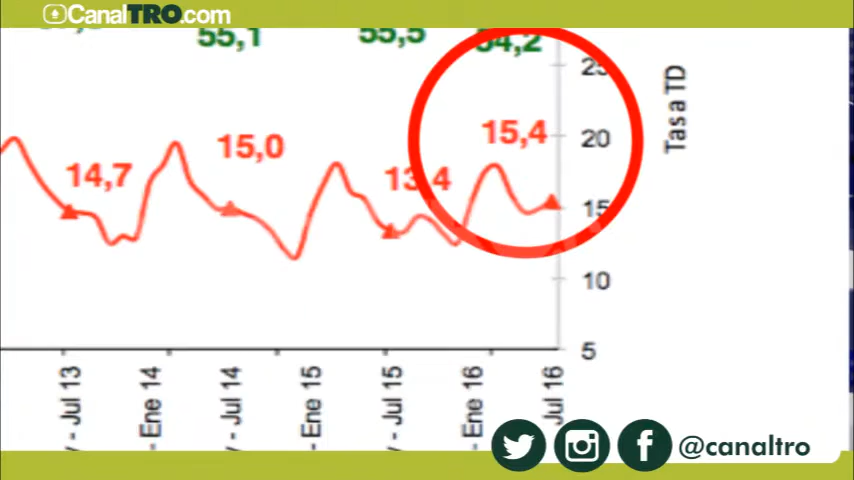 CanalTRO.com
55,1
55,5
54,2
25
20
15,4
15,0
14,7
13,4
15
10
5
Tasa TD
- Jul 13
- Ene 14
- Jul 14
- Ene 15
- Jul 15
- Ene 16
Jul 16
@canaltro